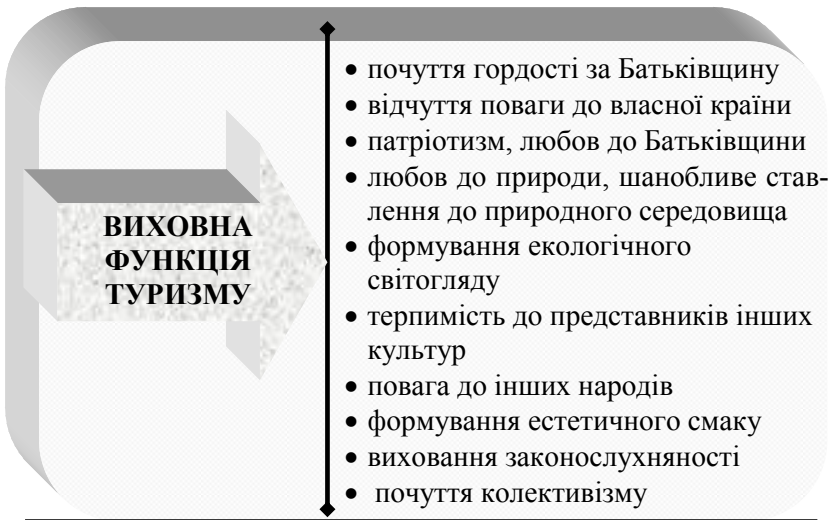 ВИХОВНА
ФУНКЦІЯ
ТУРИЗМУ
• почуття гордості за Батьківщину
• відчуття поваги до власної країни
• патріотизм, любов до Батьківщини
• любов до природи, шанобливе став-
лення до природного середовища
• формування екологічного
світогляду
• терпимість до представників інших
культур
• повага до інших народів
• формування естетичного смаку
• виховання законослухняності
• почуття колективізму